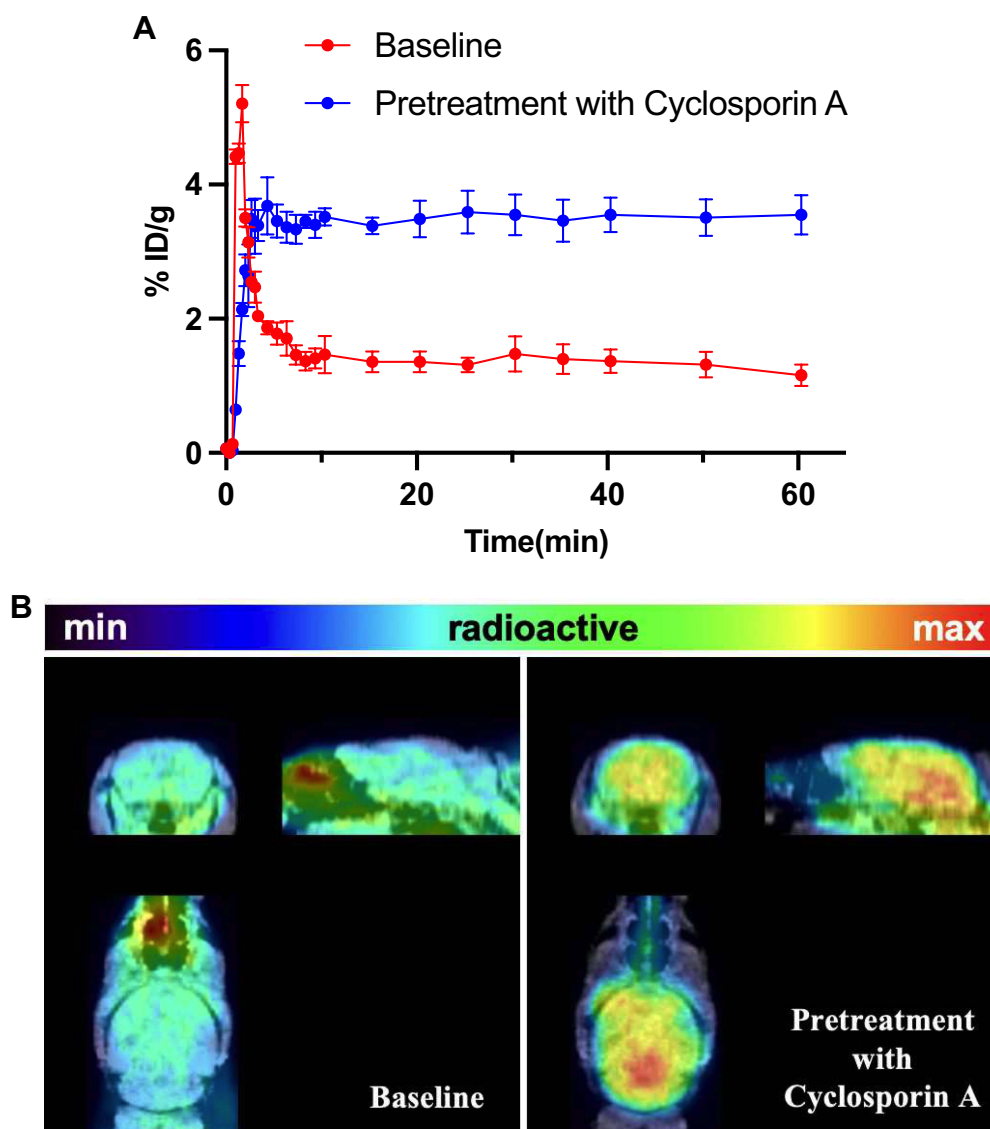 A
Baseline
Pretreatment with Cyclosporin A
6
4
2
0
% ID/g
0
20
40
60
Time(min)
B
min
radioactive
max
Baseline
Pretreatment
with
Cyclosporin A